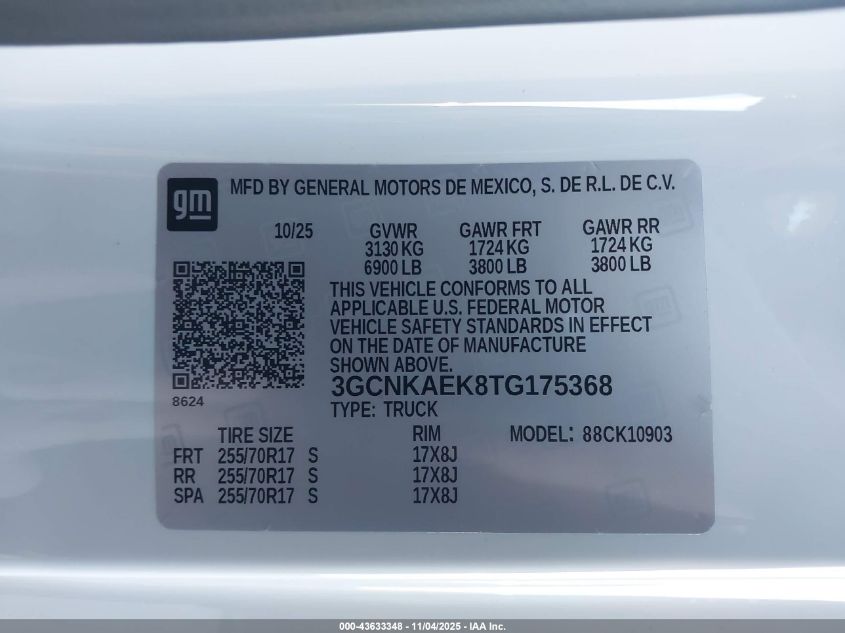 gm
MFD BY GENERAL MOTORS DE MEXICO, S. DE R.L. DE C.V.
10/25 GVWR GAWR FRT GAWR RR
3130 KG 1724 KG 1724 KG
6900 LB 3800 LB 3800 LB
THIS VEHICLE CONFORMS TO ALL
APPLICABLE U.S. FEDERAL MOTOR
VEHICLE SAFETY STANDARDS IN EFFECT
ON THE DATE OF MANUFACTURE
SHOWN ABOVE.
3GCNKAEK8TG175368
8624
TYPE: TRUCK
TIRE SIZE RIM MODEL: 88CK10903
FRT 255/70R17 S 17X8J
RR 255/70R17 S 17X8J
SPA 255/70R17 S 17X8J
000-43633348 - 11/04/2025 - IAA Inc.